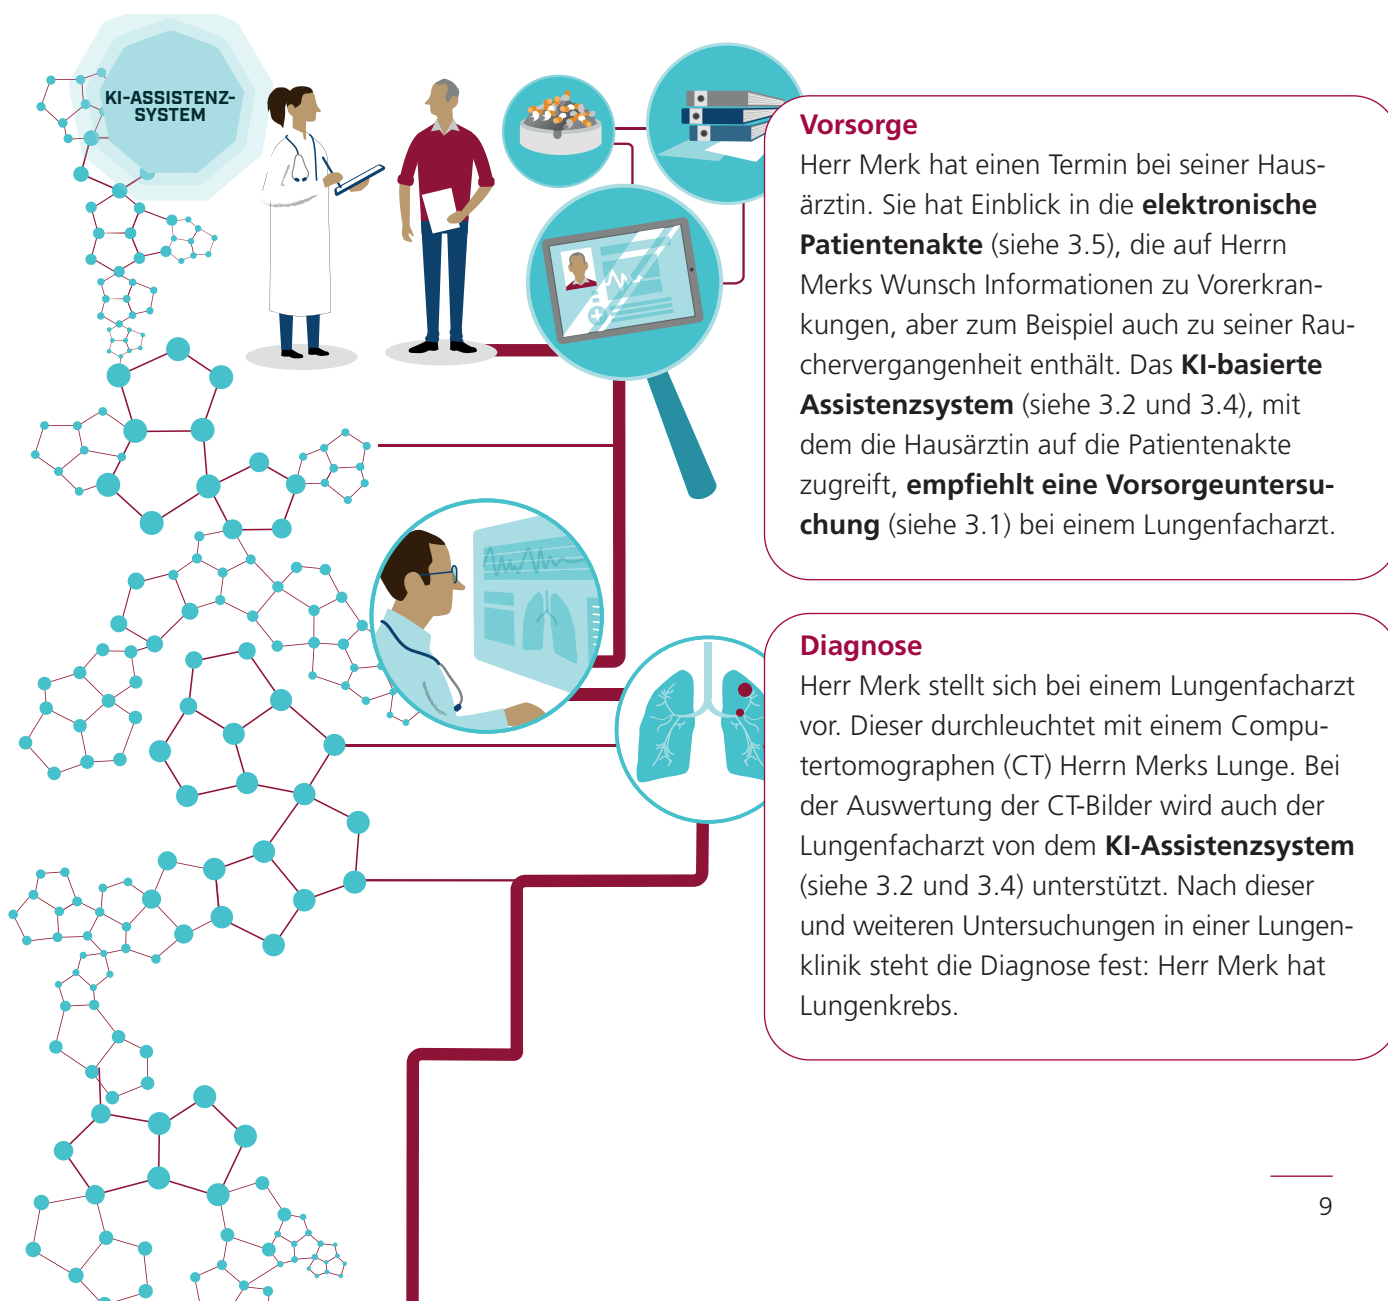 KI-ASSISTENZ-
SYSTEM
Vorsorge
Herr Merk hat einen Termin bei seiner Haus-
ärztin. Sie hat Einblick in die elektronische
Patientenakte (siehe 3.5), die auf Herrn
Merks Wunsch Informationen zu Vorerkran-
kungen, aber zum Beispiel auch zu seiner Rau-
chervergangenheit enthält. Das KI-basierte
Assistenzsystem (siehe 3.2 und 3.4), mit
dem die Hausärztin auf die Patientenakte
zugreift, empfiehlt eine Vorsorgeuntersu-
chung (siehe 3.1) bei einem Lungenfacharzt.
Diagnose
Herr Merk stellt sich bei einem Lungenfacharzt
vor. Dieser durchleuchtet mit einem Compu-
tertomographen (CT) Herrn Merks Lunge. Bei
der Auswertung der CT-Bilder wird auch der
Lungenfacharzt von dem KI-Assistenzsystem
(siehe 3.2 und 3.4) unterstützt. Nach dieser
und weiteren Untersuchungen in einer Lungen-
klinik steht die Diagnose fest: Herr Merk hat
Lungenkrebs.
9